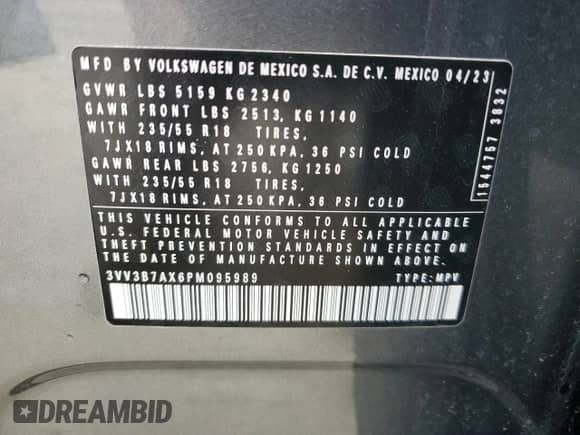 MFD BY VOLKSWAGEN DE MEXICO S.A. DE C.V. MEXICO 04/23
GVWR LBS 5159 KG 2340
GAWR FRONT LBS 2513, KG 1140
WITH 235/55 R18 TIRES,
7JX18 RIMS, AT 250 KPA, 36 PSI COLD
GAWR REAR LBS 2756, KG 1250
WITH 235/55 R18 TIRES,
7JX18 RIMS, AT 250 KPA, 36 PSI COLD
THIS VEHICLE CONFORMS TO ALL APPLICABLE
U.S. FEDERAL MOTOR VEHICLE SAFETY AND
THEFT PREVENTION STANDARDS IN EFFECT ON
THE DATE OF MANUFACTURE SHOWN ABOVE.
3VV3B7AX6PM095989 TYPE:MPV
1544757 3832
DREAMBID